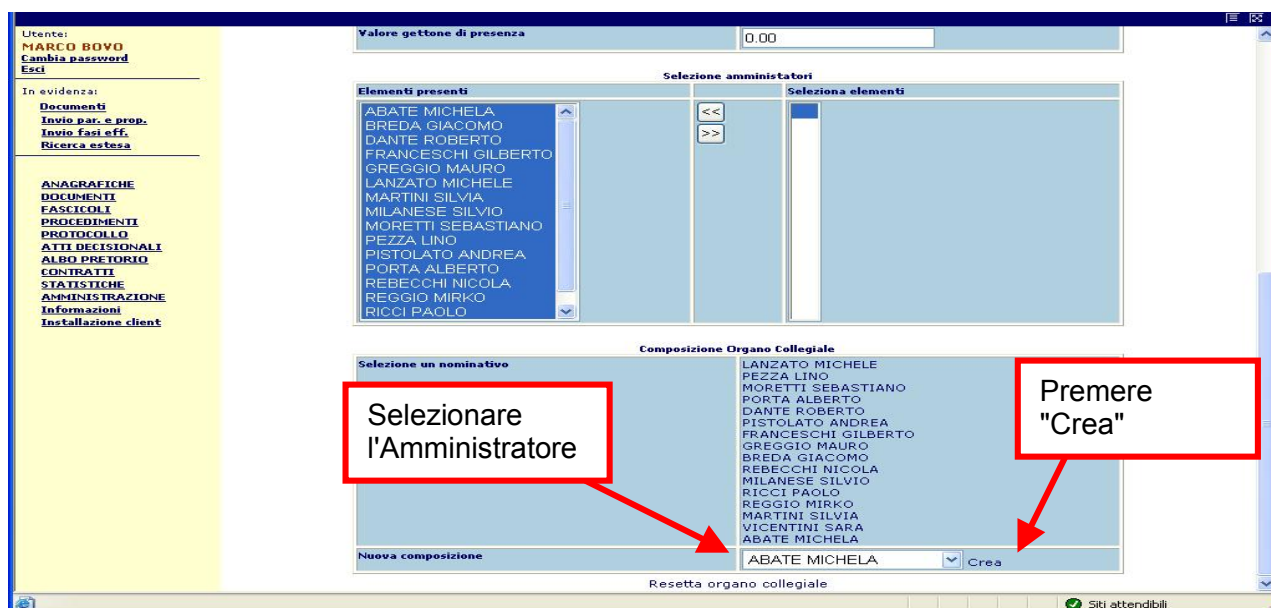 Utente:
MARCO BOVO
Cambia password
Esci
In evidenza:
Documenti
Invio par. e prop.
Invio fasi eff.
Ricerca estesa
ANAGRAFICHE
DOCUMENTI
FASCICOLI
PROCEDIMENTI
PROTOCOLLO
ATTI DECISIONALI
ALBO PRETORIO
CONTRATTI
STATISTICHE
AMMINISTRAZIONE
Informazioni
Installazione client
Valore gettone di presenza
0.00
Selezione amministatori
Elementi presenti
Seleziona elementi
ABATE MICHELA
BREDA GIACOMO
DANTE ROBERTO
FRANCESCHI GILBERTO
GREGGIO MAURO
LANZATO MICHELE
MARTINI SILVIA
MILANESE SILVIO
MORETTI SEBASTIANO
PEZZA LINO
PISTOLATO ANDREA
PORTA ALBERTO
REBECCHI NICOLA
REGGIO MIRKO
RICCI PAOLO
<<
>>
Composizione Organo Collegiale
Selezione un nominativo
LANZATO MICHELE
PEZZA LINO
MORETTI SEBASTIANO
PORTA ALBERTO
DANTE ROBERTO
PISTOLATO ANDREA
FRANCESCHI GILBERTO
GREGGIO MAURO
BREDA GIACOMO
REBECCHI NICOLA
MILANESE SILVIO
RICCI PAOLO
REGGIO MIRKO
MARTINI SILVIA
VICENTINI SARA
ABATE MICHELA
Selezionare
l'Amministratore
Premere
"Crea"
Nuova composizione
ABATE MICHELA
Crea
Resetta organo collegiale
Siti attendibili